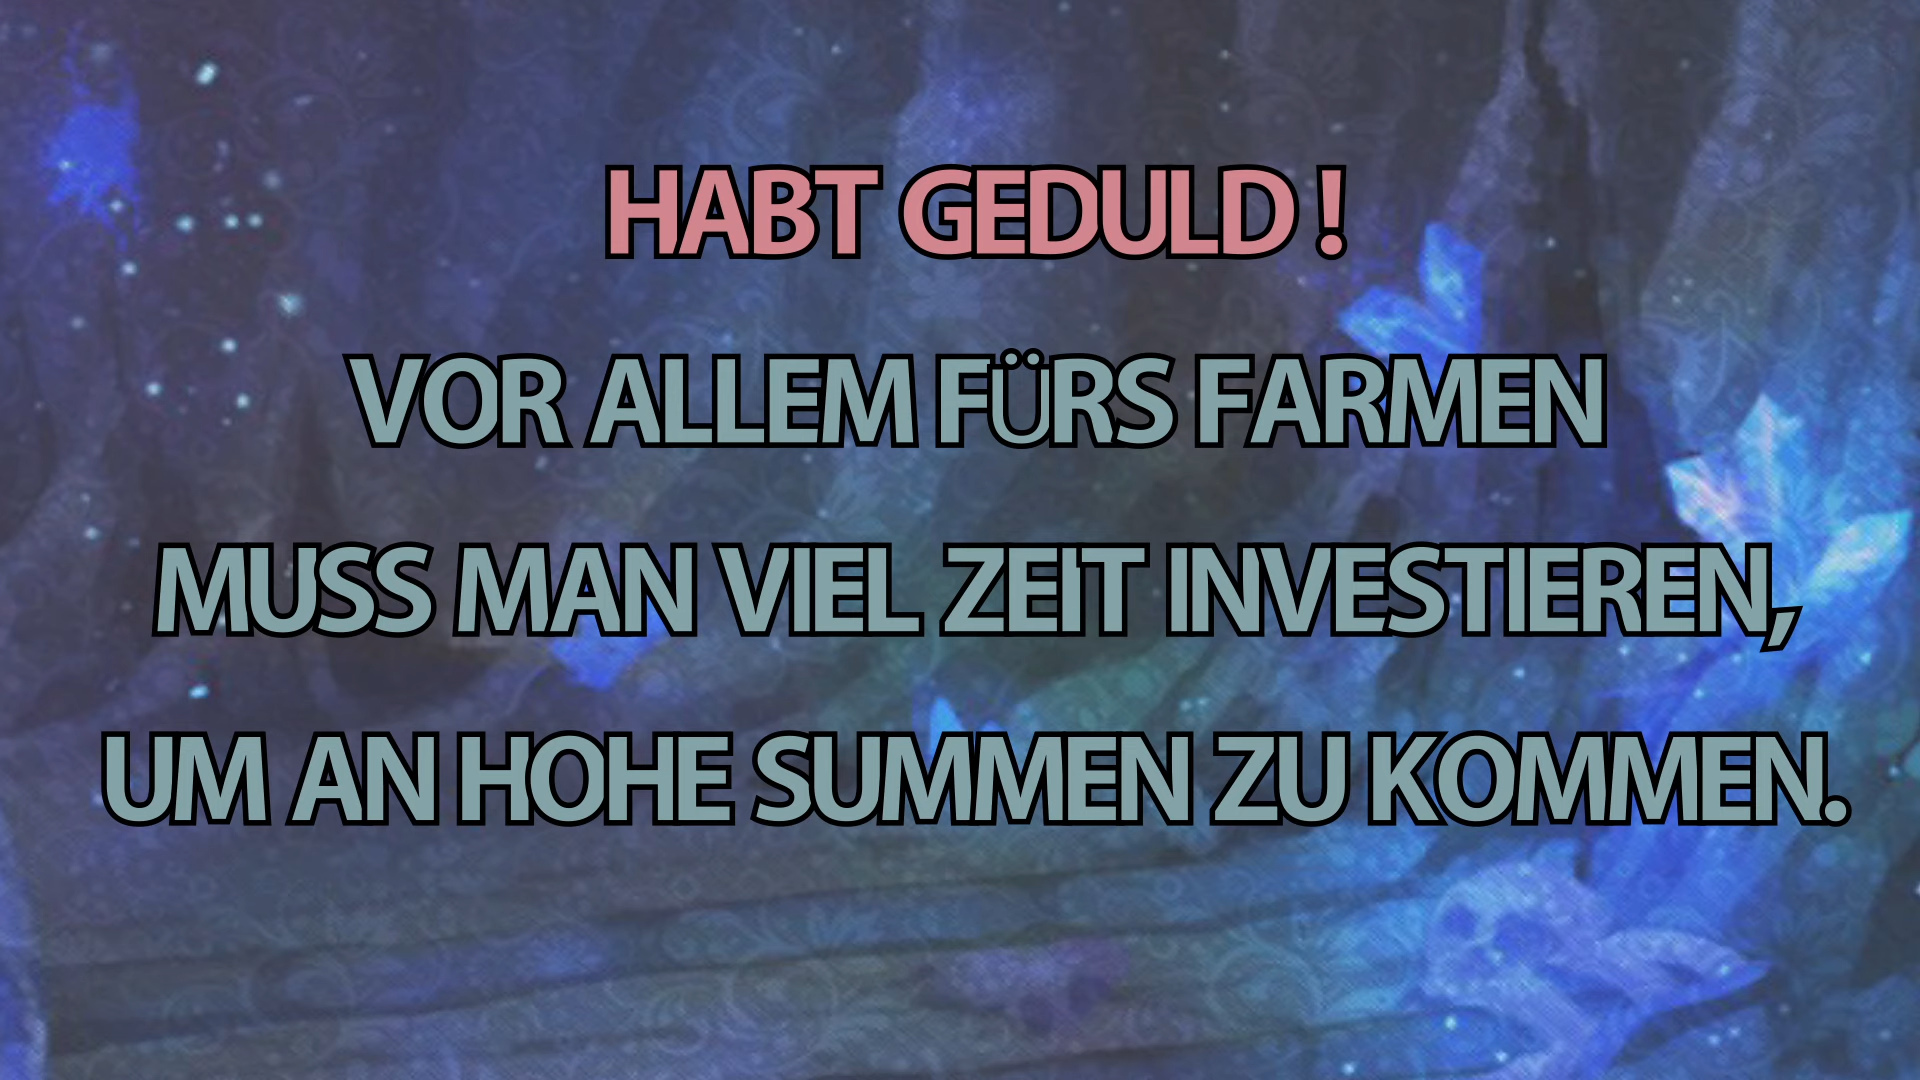 HABT GEDULD !
VOR ALLEM FÜRS FARMEN
MUSS MAN VIEL ZEIT INVESTIEREN,
UM AN HOHE SUMMEN ZU KOMMEN.